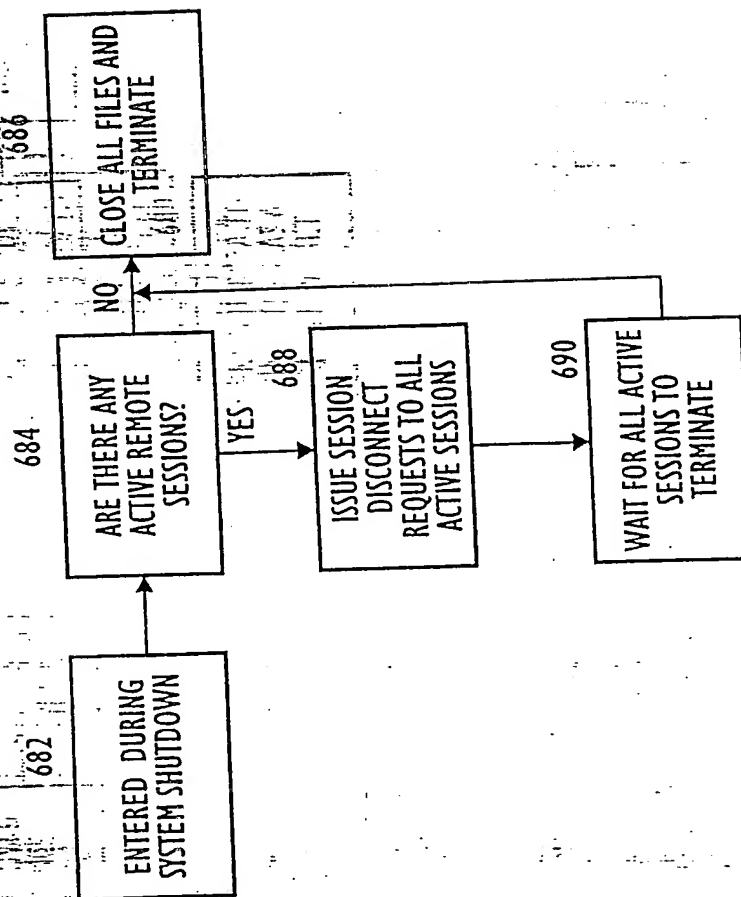 682
ENTERED DURING
SYSTEM SHUTDOWN
684
ARE THERE ANY
ACTIVE REMOTE
SESSIONS?
NO
686
CLOSE ALL FILES AND
TERMINATE
YES
688
ISSUE SESSION
DISCONNECT
REQUESTS TO ALL
ACTIVE SESSIONS
690
WAIT FOR ALL ACTIVE
SESSIONS TO
TERMINATE